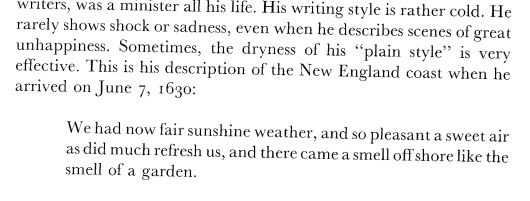 writers, was a minister all his life. His writing style is rather cold. He
rarely shows shock or sadness, even when he describes scenes of great
unhappiness. Sometimes, the dryness of his “plain style” is very
effective. This is his description of the New England coast when he
arrived on June 7, 1630:
We had now fair sunshine weather, and so pleasant a sweet air
as did much refresh us, and there came a smell off shore like the
smell of a garden.